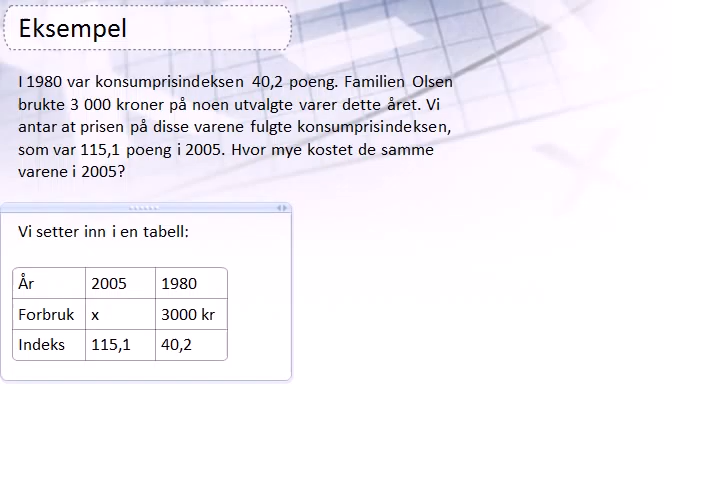 Eksempel
I 1980 var konsumprisindeksen 40,2 poeng. Familien Olsen
brukte 3 000 kroner på noen utvalgte varer dette året. Vi
antar at prisen på disse varene fulgte konsumprisindeksen,
som var 115,1 poeng i 2005. Hvor mye kostet de samme
varene i 2005?
Vi setter inn i en tabell:
År 2005 1980
Forbruk x 3000 kr
Indeks 115,1 40,2